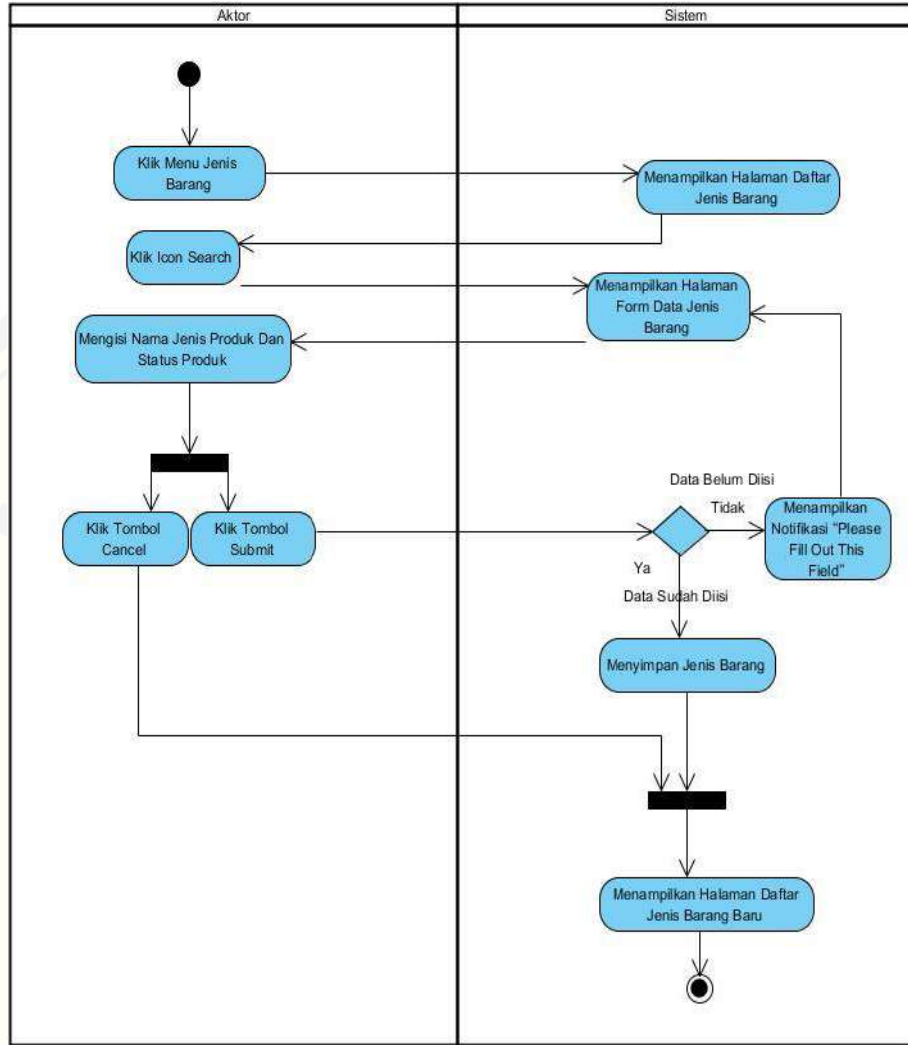 Aktor
Sistem
Klik Menu Jenis
Barang
Menampilkan Halaman Daftar
Jenis Barang
Klik Icon Search
Menampilkan Halaman
Form Data Jenis
Barang
Mengisi Nama Jenis Produk Dan
Status Produk
Klik Tombol
Cancel
Klik Tombol
Submit
Data Belum Diisi
Tidak
Menampilkan
Notifikasi "Please
Fill Out This
Field"
Ya
Data Sudah Diisi
Menyimpan Jenis Barang
Menampilkan Halaman Daftar
Jenis Barang Baru